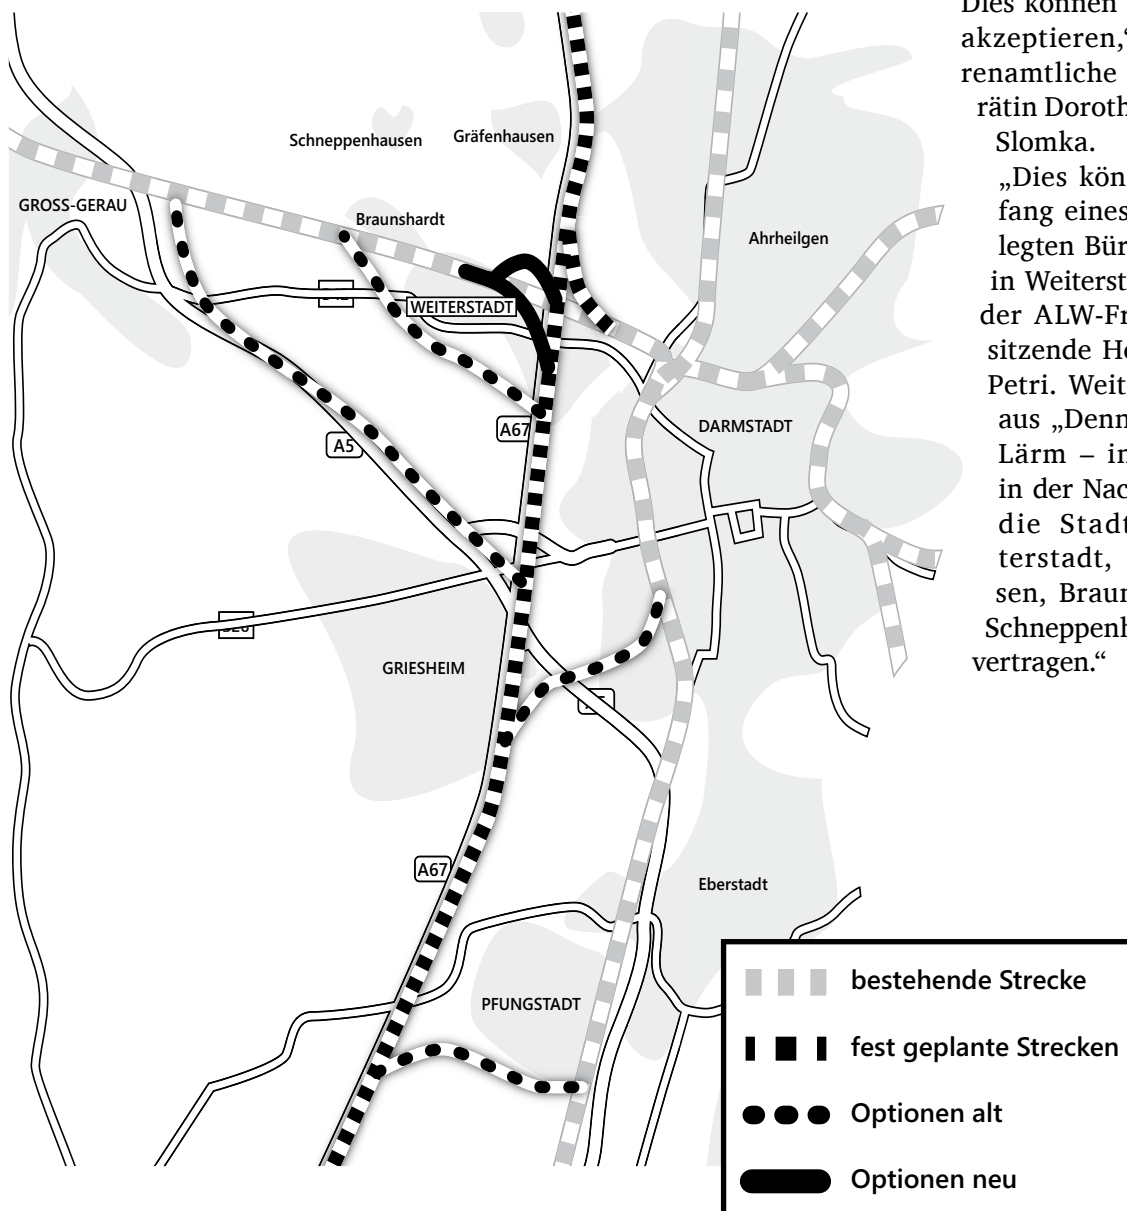 Schneppenhausen
Gräfenhausen
GROSS-GERAU
Braunshardt
Ahrheilgen
WEITERSTADT
A67
A5
DARMSTADT
GRIESHEIM
A67
Eberstadt
PFUNGSTADT
bestehende Strecke
fest geplante Strecken
Optionen alt
Optionen neu
Dies können
akzeptieren,“
renamtliche
rätin Doroth
Slomka.
„Dies kön
fang eines
legten Bür
in Weiterst
der ALW-Fr
sitzende He
Petri. Weit
aus „Denn
Lärm – in
in der Nac
die Stadt
terstadt,
sen, Braun
Schneppenh
vertragen.“